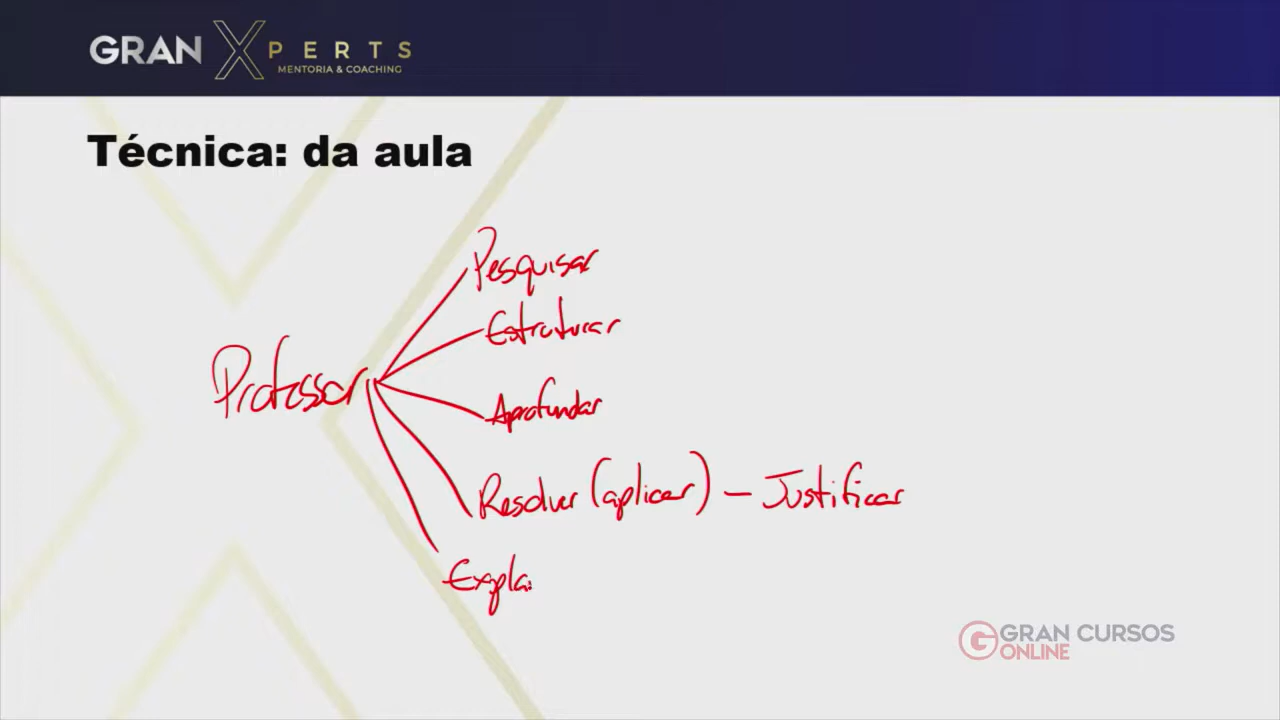 GRAN XPERTS
MENTORIA & COACHING
Técnica: da aula
Pesquisar
Estruturar
Professor
Aprofundar
Resolver (aplicar) – Justificar
Expla
GRAN CURSOS
ONLINE